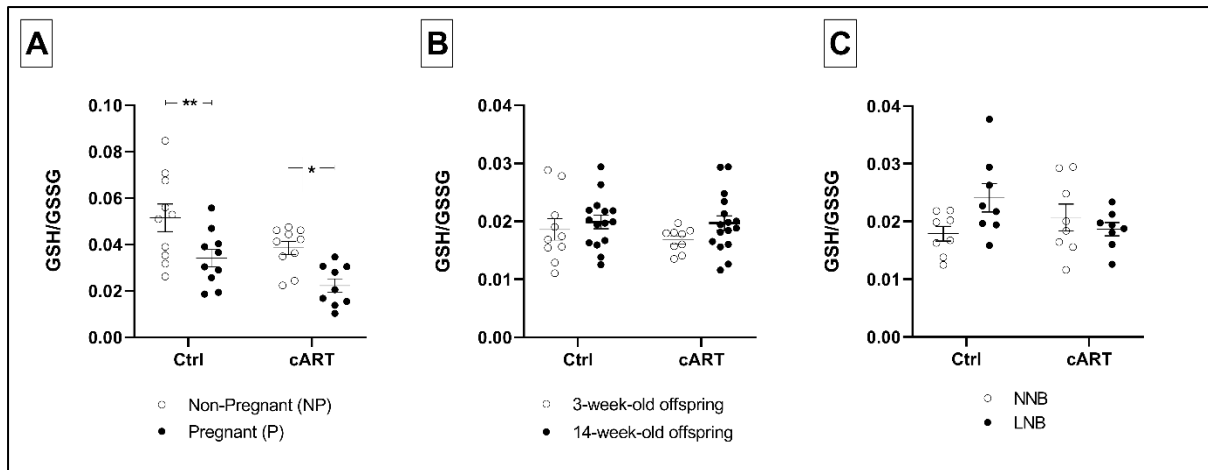 A
GSH/GSSG
0.10
0.08
0.06
0.04
0.02
0.00
**
*
Ctrl
cART
Non-Pregnant (NP)
Pregnant (P)
B
GSH/GSSG
0.04
0.03
0.02
0.01
0.00
Ctrl
cART
3-week-old offspring
14-week-old offspring
C
GSH/GSSG
0.04
0.03
0.02
0.01
0.00
Ctrl
cART
NNB
LNB